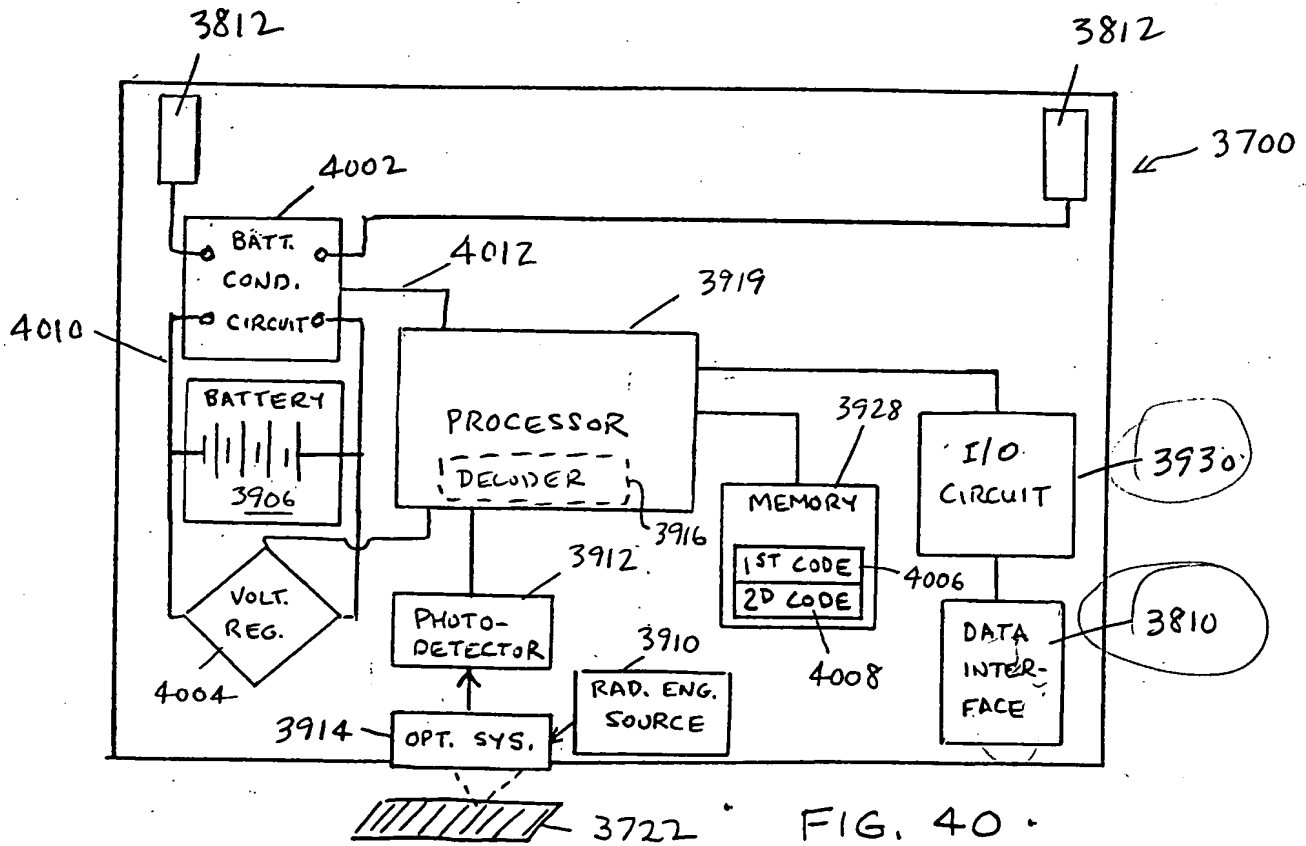 3812
3812
3700
4002
BATT.
COND.
CIRCUIT
4012
3919
4010
BATTERY
3906
PROCESSOR
DECODER
3916
3928
MEMORY
1ST CODE
2D CODE
4006
4008
I/O
CIRCUIT
3930
VOLT.
REG.
4004
3912
PHOTO-
DETECTOR
3910
RAD. ENG.
SOURCE
3914
OPT. SYS.
DATA
INTER-
FACE
3810
3722
FIG. 40